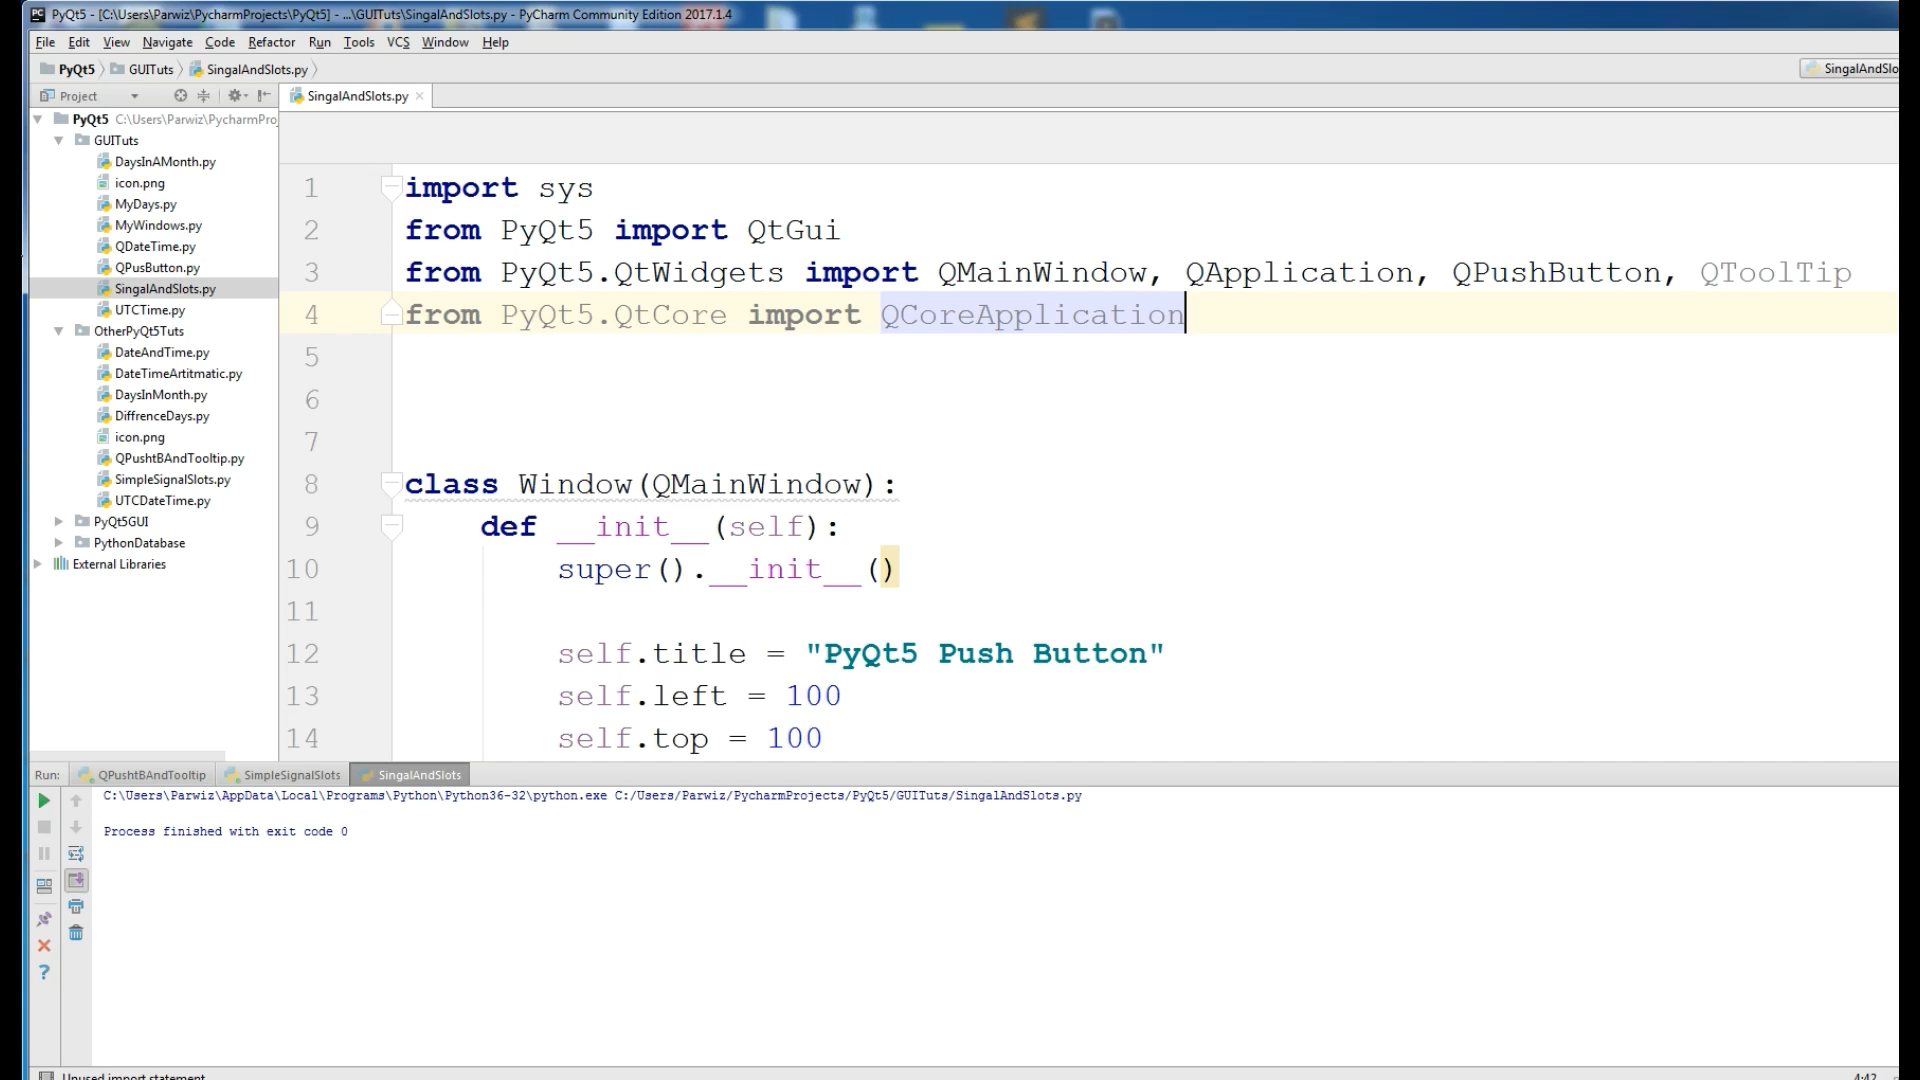 PyQt5 - [C:\Users\Parwiz\PycharmProjects\PyQt5] - ...\GUITuts\SingalAndSlots.py - PyCharm Community Edition 2017.1.4
File Edit View Navigate Code Refactor Run Tools VCS Window Help
PyQt5 GUITuts SingalAndSlots.py SingalAndSlo
Project SingalAndSlots.py
PyQt5 C:\Users\Parwiz\PycharmPro
GUITuts
DaysInAMonth.py
icon.png
MyDays.py
MyWindows.py
QDateTime.py
QPusButton.py
SingalAndSlots.py
UTCTime.py
OtherPyQt5Tuts
DateAndTime.py
DateTimeArtitmatic.py
DaysInMonth.py
DiffrenceDays.py
icon.png
QPushtBAndTooltip.py
SimpleSignalSlots.py
UTCDateTime.py
PyQt5GUI
PythonDatabase
External Libraries
1 import sys
2 from PyQt5 import QtGui
3 from PyQt5.QtWidgets import QMainWindow, QApplication, QPushButton, QToolTip
4 from PyQt5.QtCore import QCoreApplication
5
6
7
8 class Window(QMainWindow):
9 def __init__(self):
10 super().__init__()
11
12 self.title = "PyQt5 Push Button"
13 self.left = 100
14 self.top = 100
Run: QPushtBAndTooltip SimpleSignalSlots SingalAndSlots
C:\Users\Parwiz\AppData\Local\Programs\Python\Python36-32\python.exe C:/Users/Parwiz/PycharmProjects/PyQt5/GUITuts/SingalAndSlots.py
Process finished with exit code 0
Unused import statement 4:42